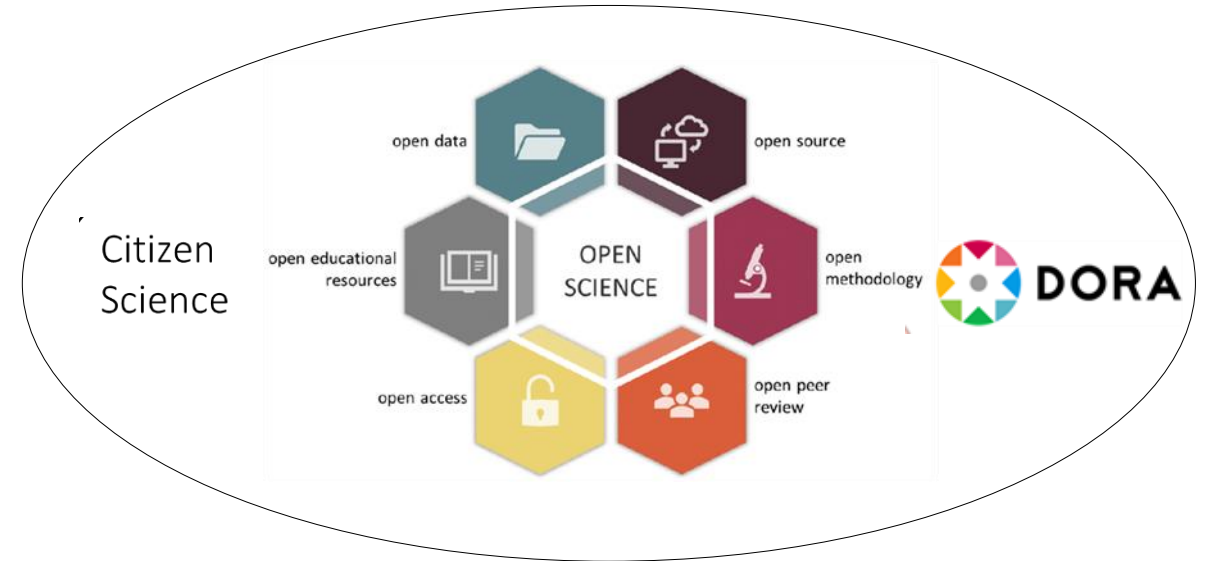 Citizen
Science
open data
open source
open educational
resources
OPEN
SCIENCE
open
methodology
DORA
open access
open peer
review